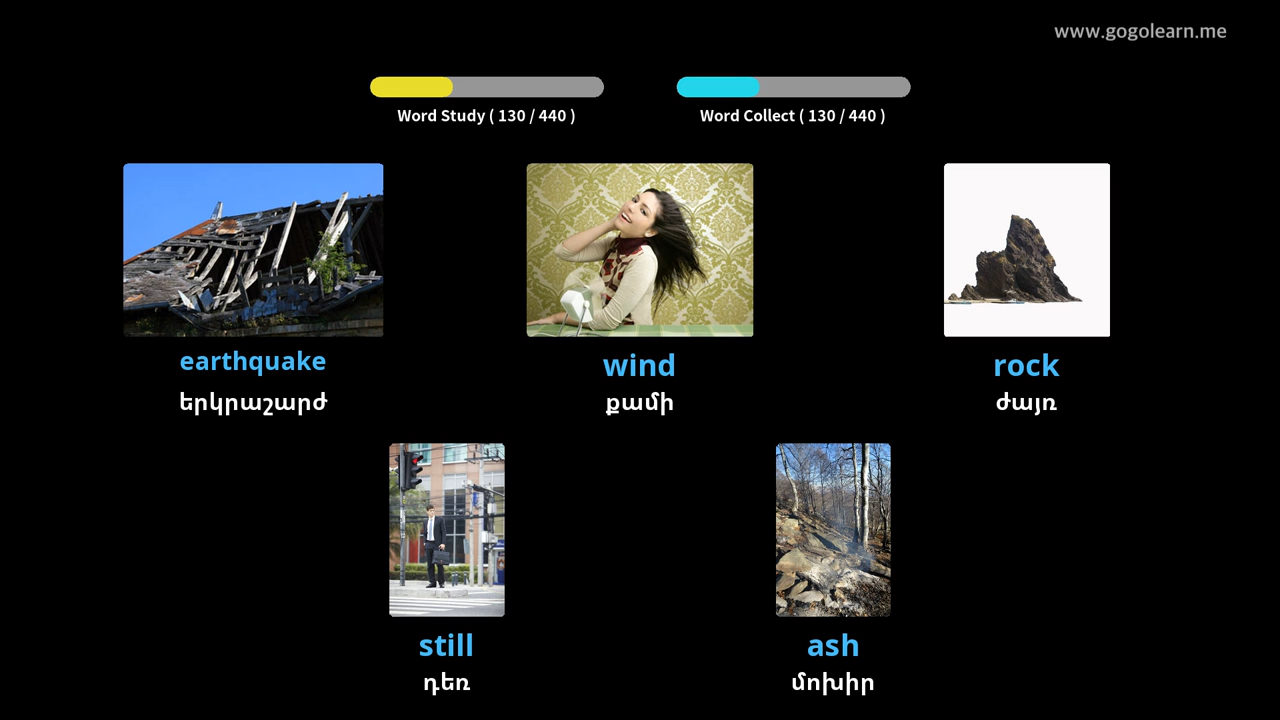 www.gogolearn.me
Word Study ( 130 / 440 )
Word Collect ( 130 / 440 )
earthquake
երկրաշարժ
wind
քամի
rock
ժայռ
still
դեռ
ash
մոխիր